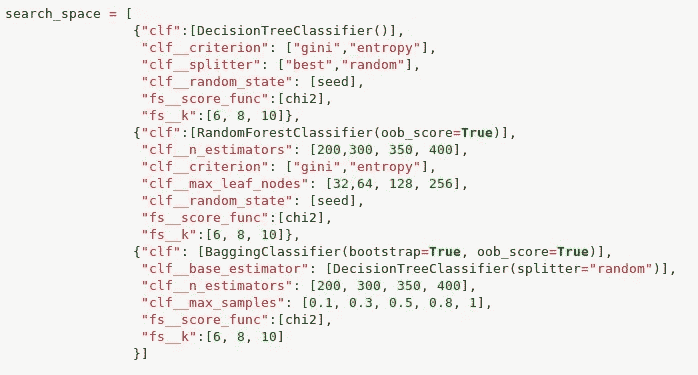 search_space = [
                {"clf":[DecisionTreeClassifier()],
                 "clf__criterion": ["gini","entropy"],
                 "clf__splitter": ["best","random"],
                 "clf__random_state": [seed],
                 "fs__score_func":[chi2],
                 "fs__k":[6, 8, 10]},
                {"clf":[RandomForestClassifier(oob_score=True)],
                 "clf__n_estimators": [200,300, 350, 400],
                 "clf__criterion": ["gini","entropy"],
                 "clf__max_leaf_nodes": [32,64, 128, 256],
                 "clf__random_state": [seed],
                 "fs__score_func":[chi2],
                 "fs__k":[6, 8, 10]},
                {"clf": [BaggingClassifier(bootstrap=True, oob_score=True)],
                 "clf__base_estimator": [DecisionTreeClassifier(splitter="random")],
                 "clf__n_estimators": [200, 300, 350, 400],
                 "clf__max_samples": [0.1, 0.3, 0.5, 0.8, 1],
                 "fs__score_func":[chi2],
                 "fs__k":[6, 8, 10]
                }]